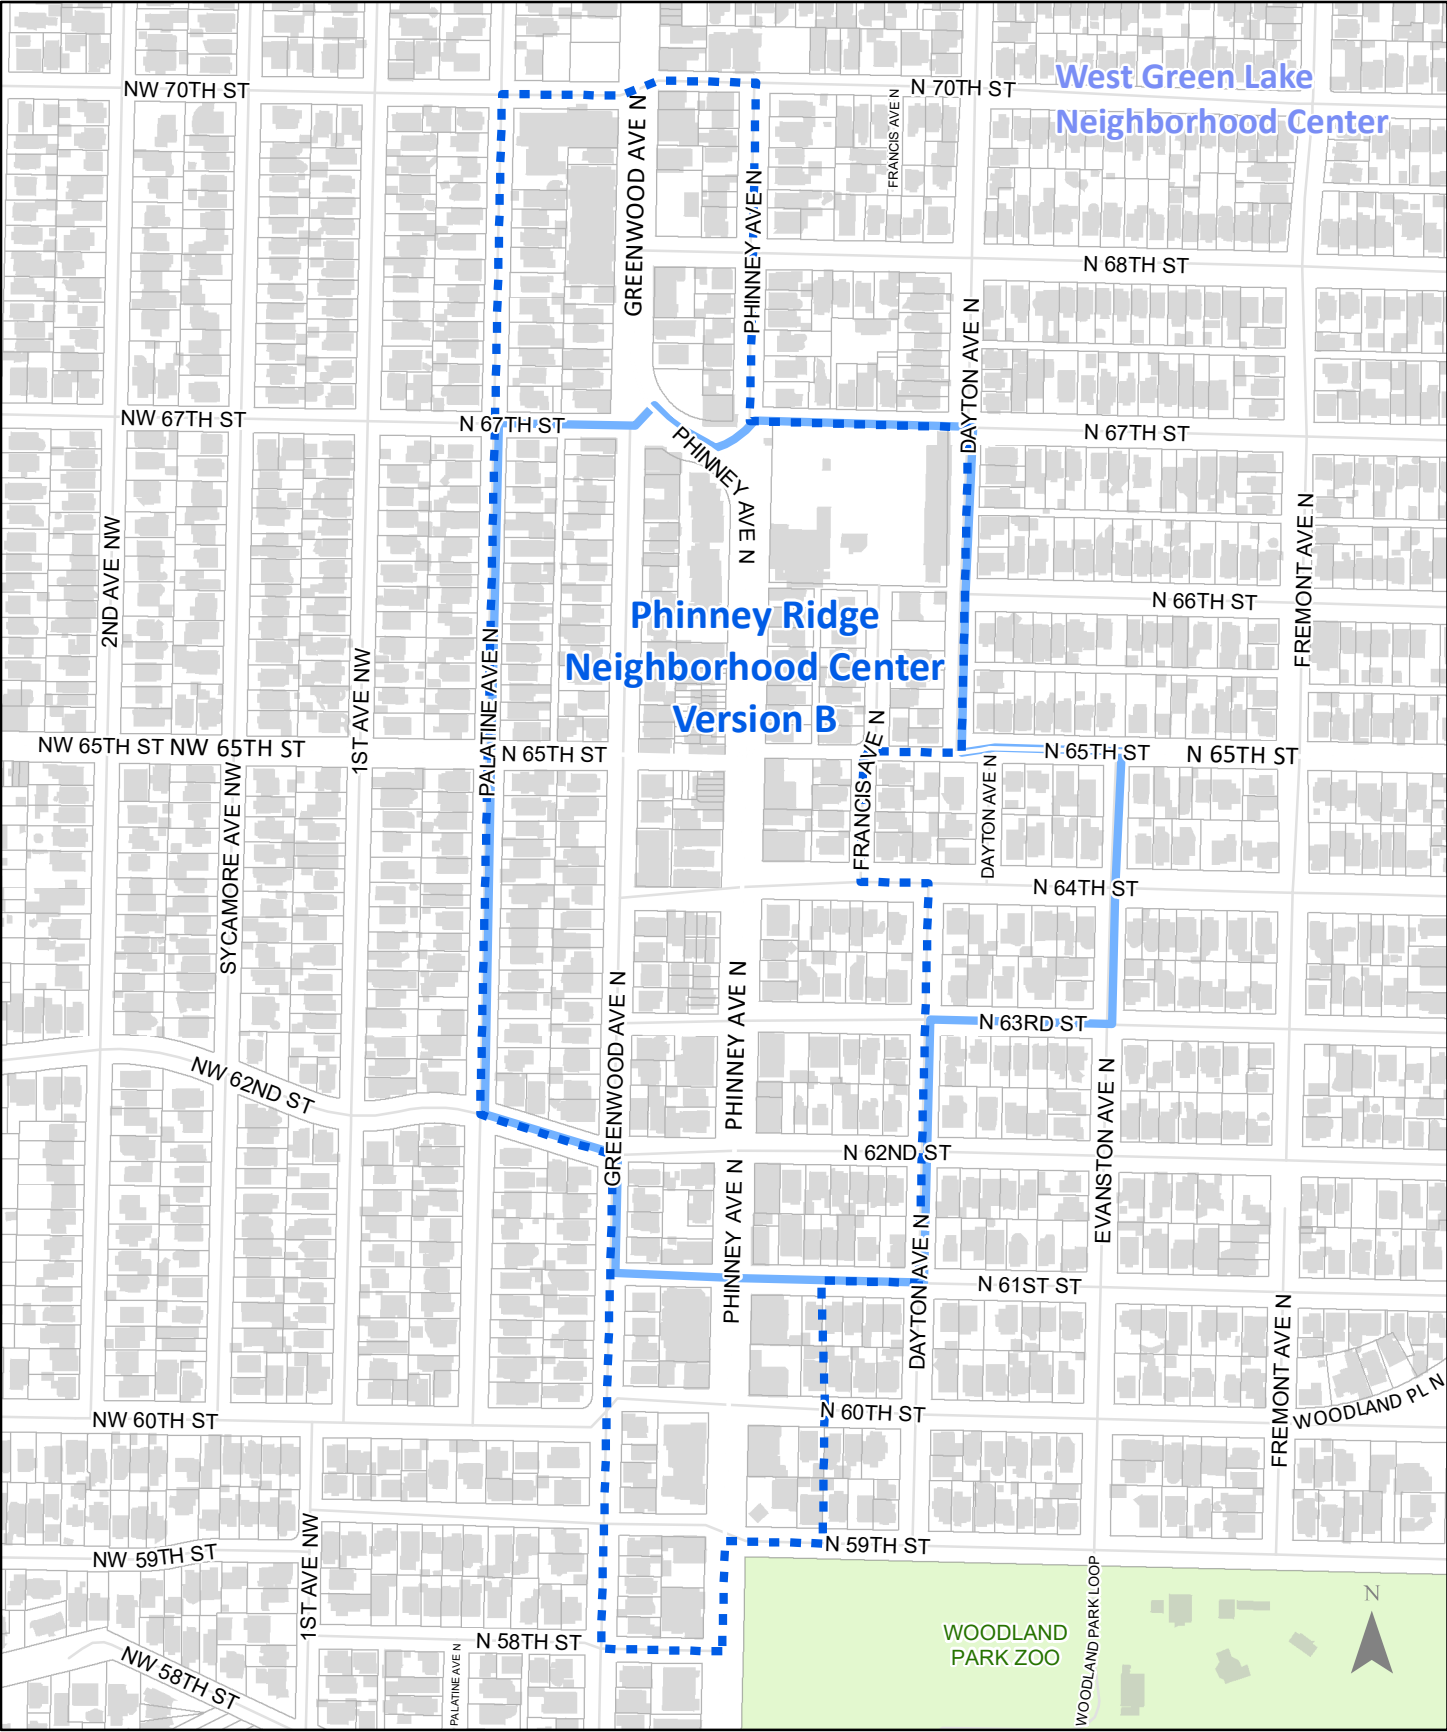 West Green Lake
Neighborhood Center
NW 70TH ST
N 70TH ST
FRANCIS AVE N
GREENWOOD AVE N
PHINNEY AVE N
N 68TH ST
DAYTON AVE N
NW 67TH ST
N 67TH ST
N 67TH ST
PHINNEY AVE N
2ND AVE NW
FREMONT AVE N
N 66TH ST
Phinney Ridge
Neighborhood Center
Version B
1ST AVE NW
PALATINE AVE N
NW 65TH ST
NW 65TH ST
N 65TH ST
N 65TH ST
N 65TH ST
FRANCIS AVE N
DAYTON AVE N
SYCAMORE AVE NW
N 64TH ST
GREENWOOD AVE N
PHINNEY AVE N
N 63RD ST
NW 62ND ST
N 62ND ST
EVANSTON AVE N
PHINNEY AVE N
DAYTON AVE N
N 61ST ST
FREMONT AVE N
WOODLAND PL N
NW 60TH ST
N 60TH ST
1ST AVE NW
NW 59TH ST
N 59TH ST
WOODLAND PARK LOOP
N
WOODLAND
PARK ZOO
N 58TH ST
NW 58TH ST
PALATINE AVE N